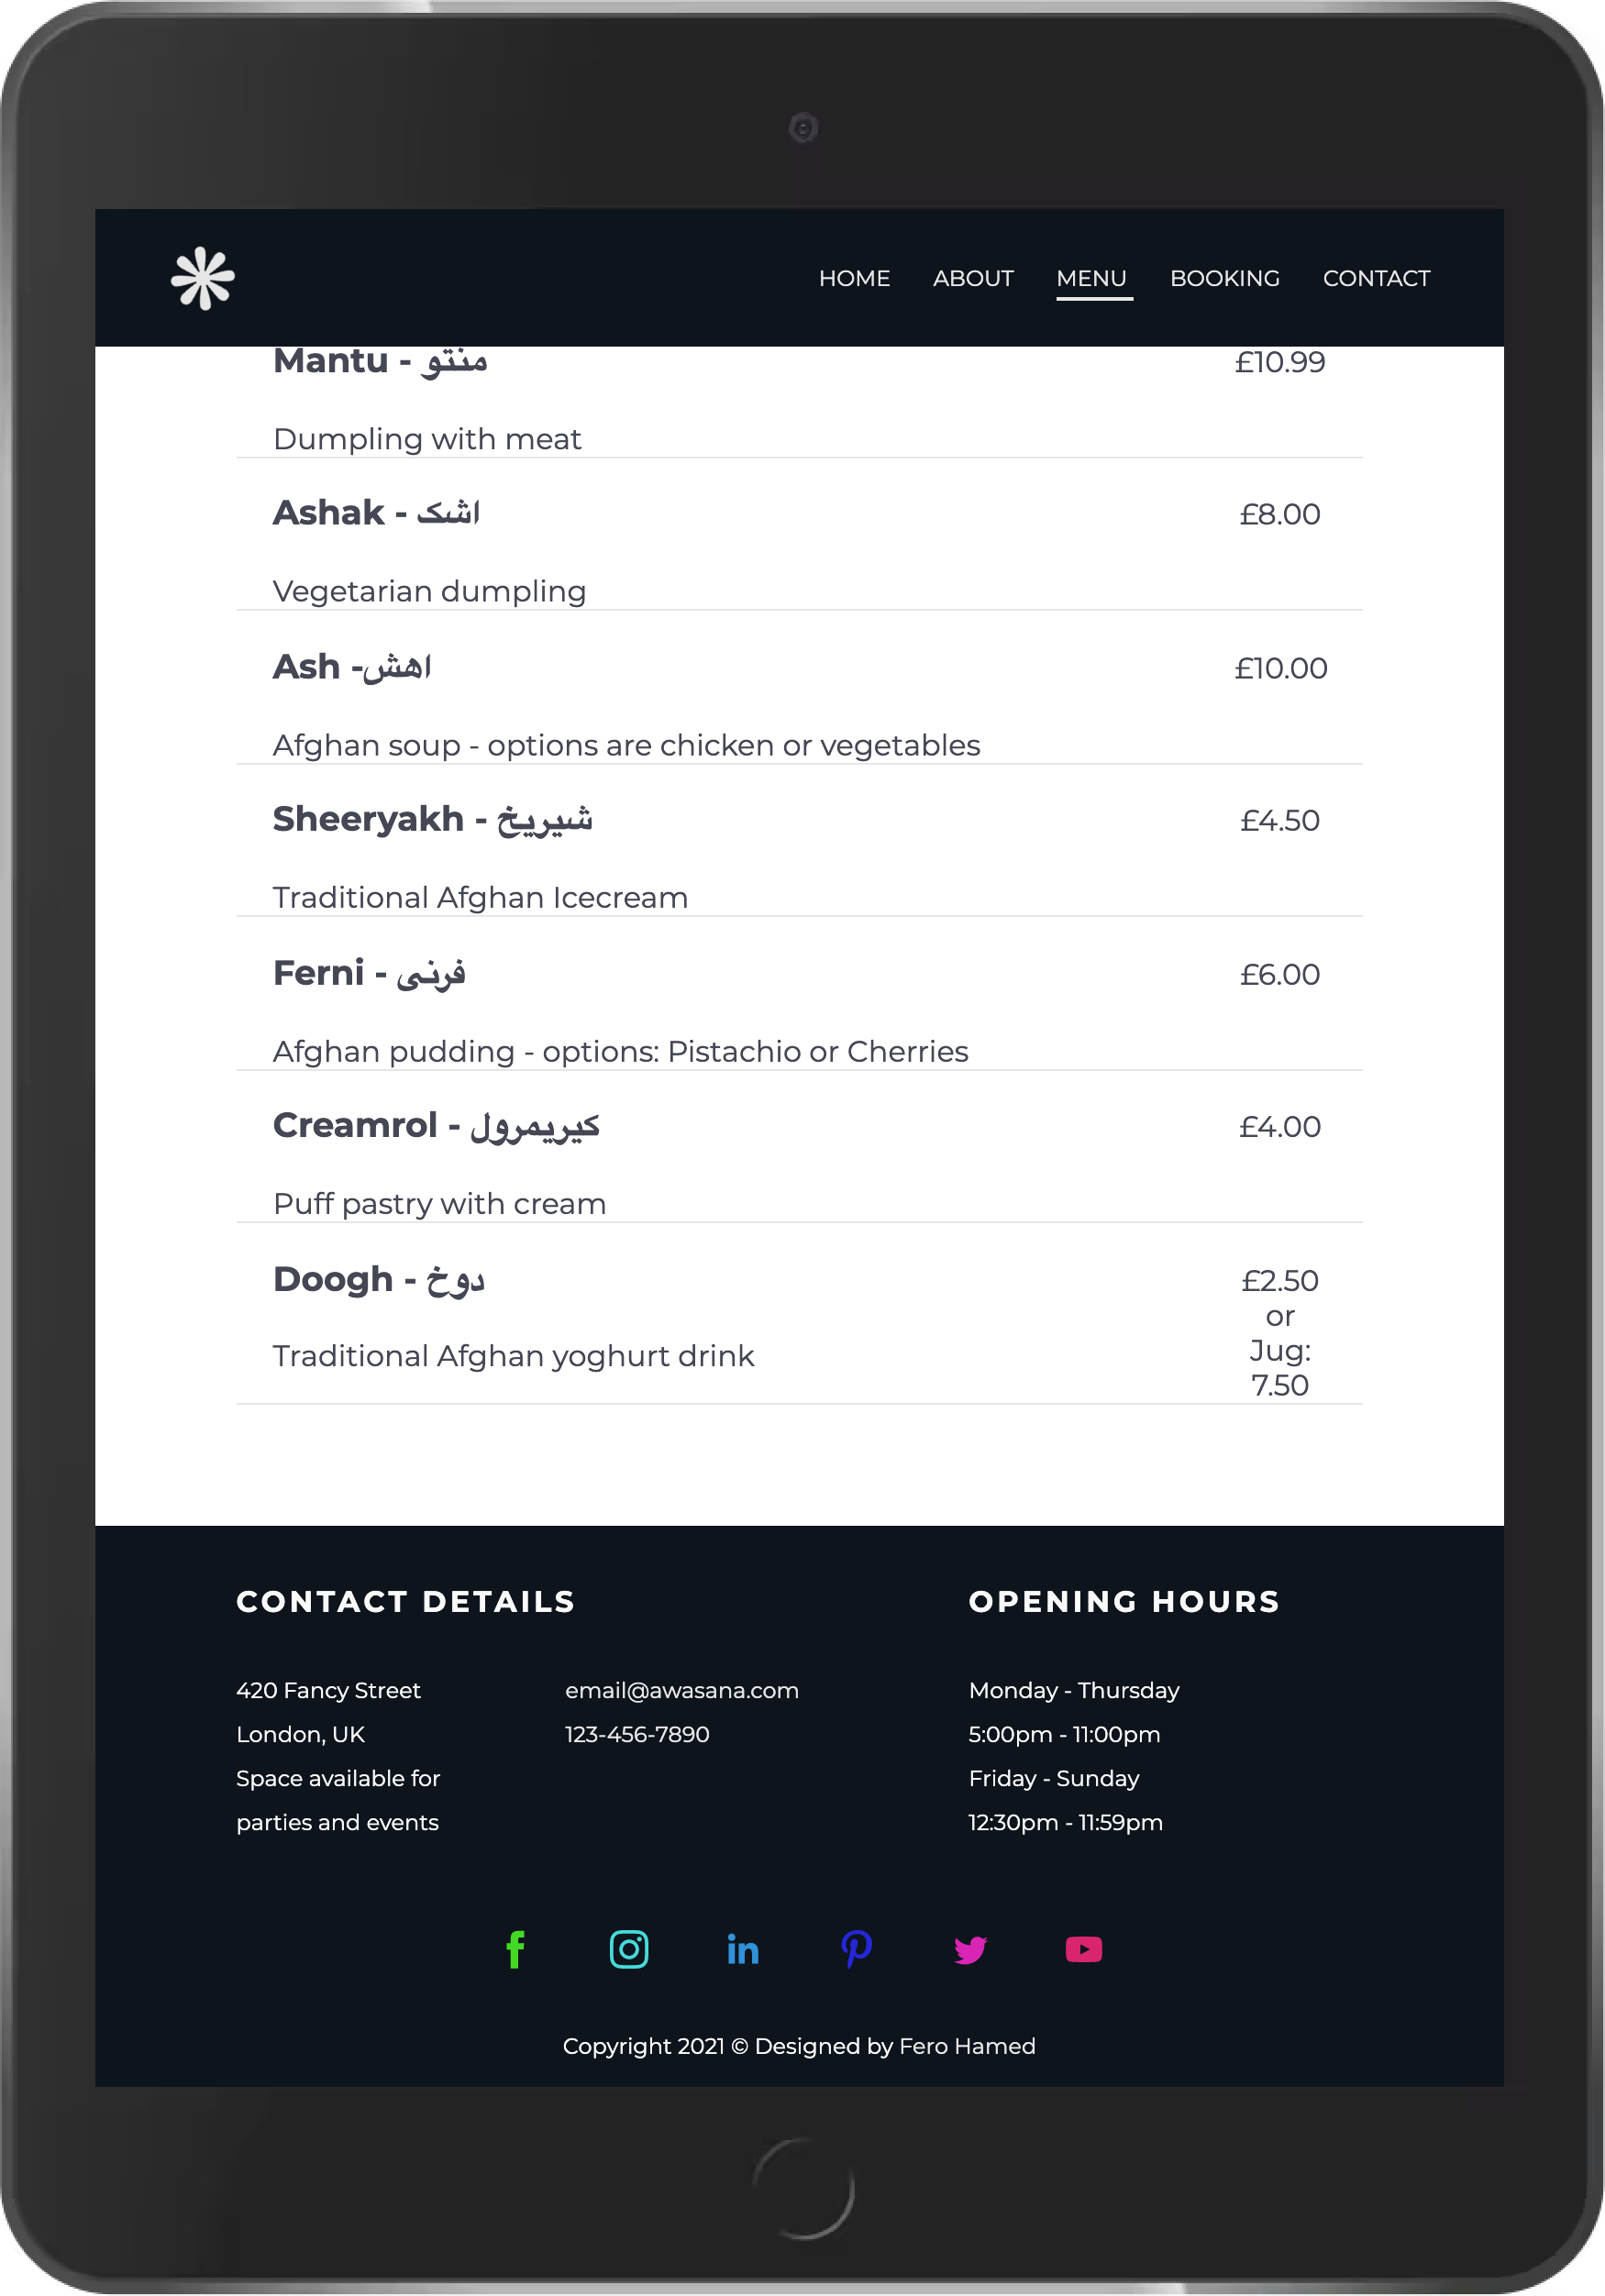 HOME ABOUT MENU BOOKING CONTACT
Mantu - منتو £10.99
Dumpling with meat
Ashak - اشک £8.00
Vegetarian dumpling
Ash -اهش £10.00
Afghan soup - options are chicken or vegetables
Sheeryakh - شیریخ £4.50
Traditional Afghan Icecream
Ferni - فرنی £6.00
Afghan pudding - options: Pistachio or Cherries
Creamrol - کیریمرول £4.00
Puff pastry with cream
Doogh - دوخ £2.50
or
Traditional Afghan yoghurt drink Jug:
7.50
CONTACT DETAILS
420 Fancy Street
London, UK
Space available for
parties and events
email@awasana.com
123-456-7890
OPENING HOURS
Monday - Thursday
5:00pm - 11:00pm
Friday - Sunday
12:30pm - 11:59pm
Copyright 2021 © Designed by Fero Hamed